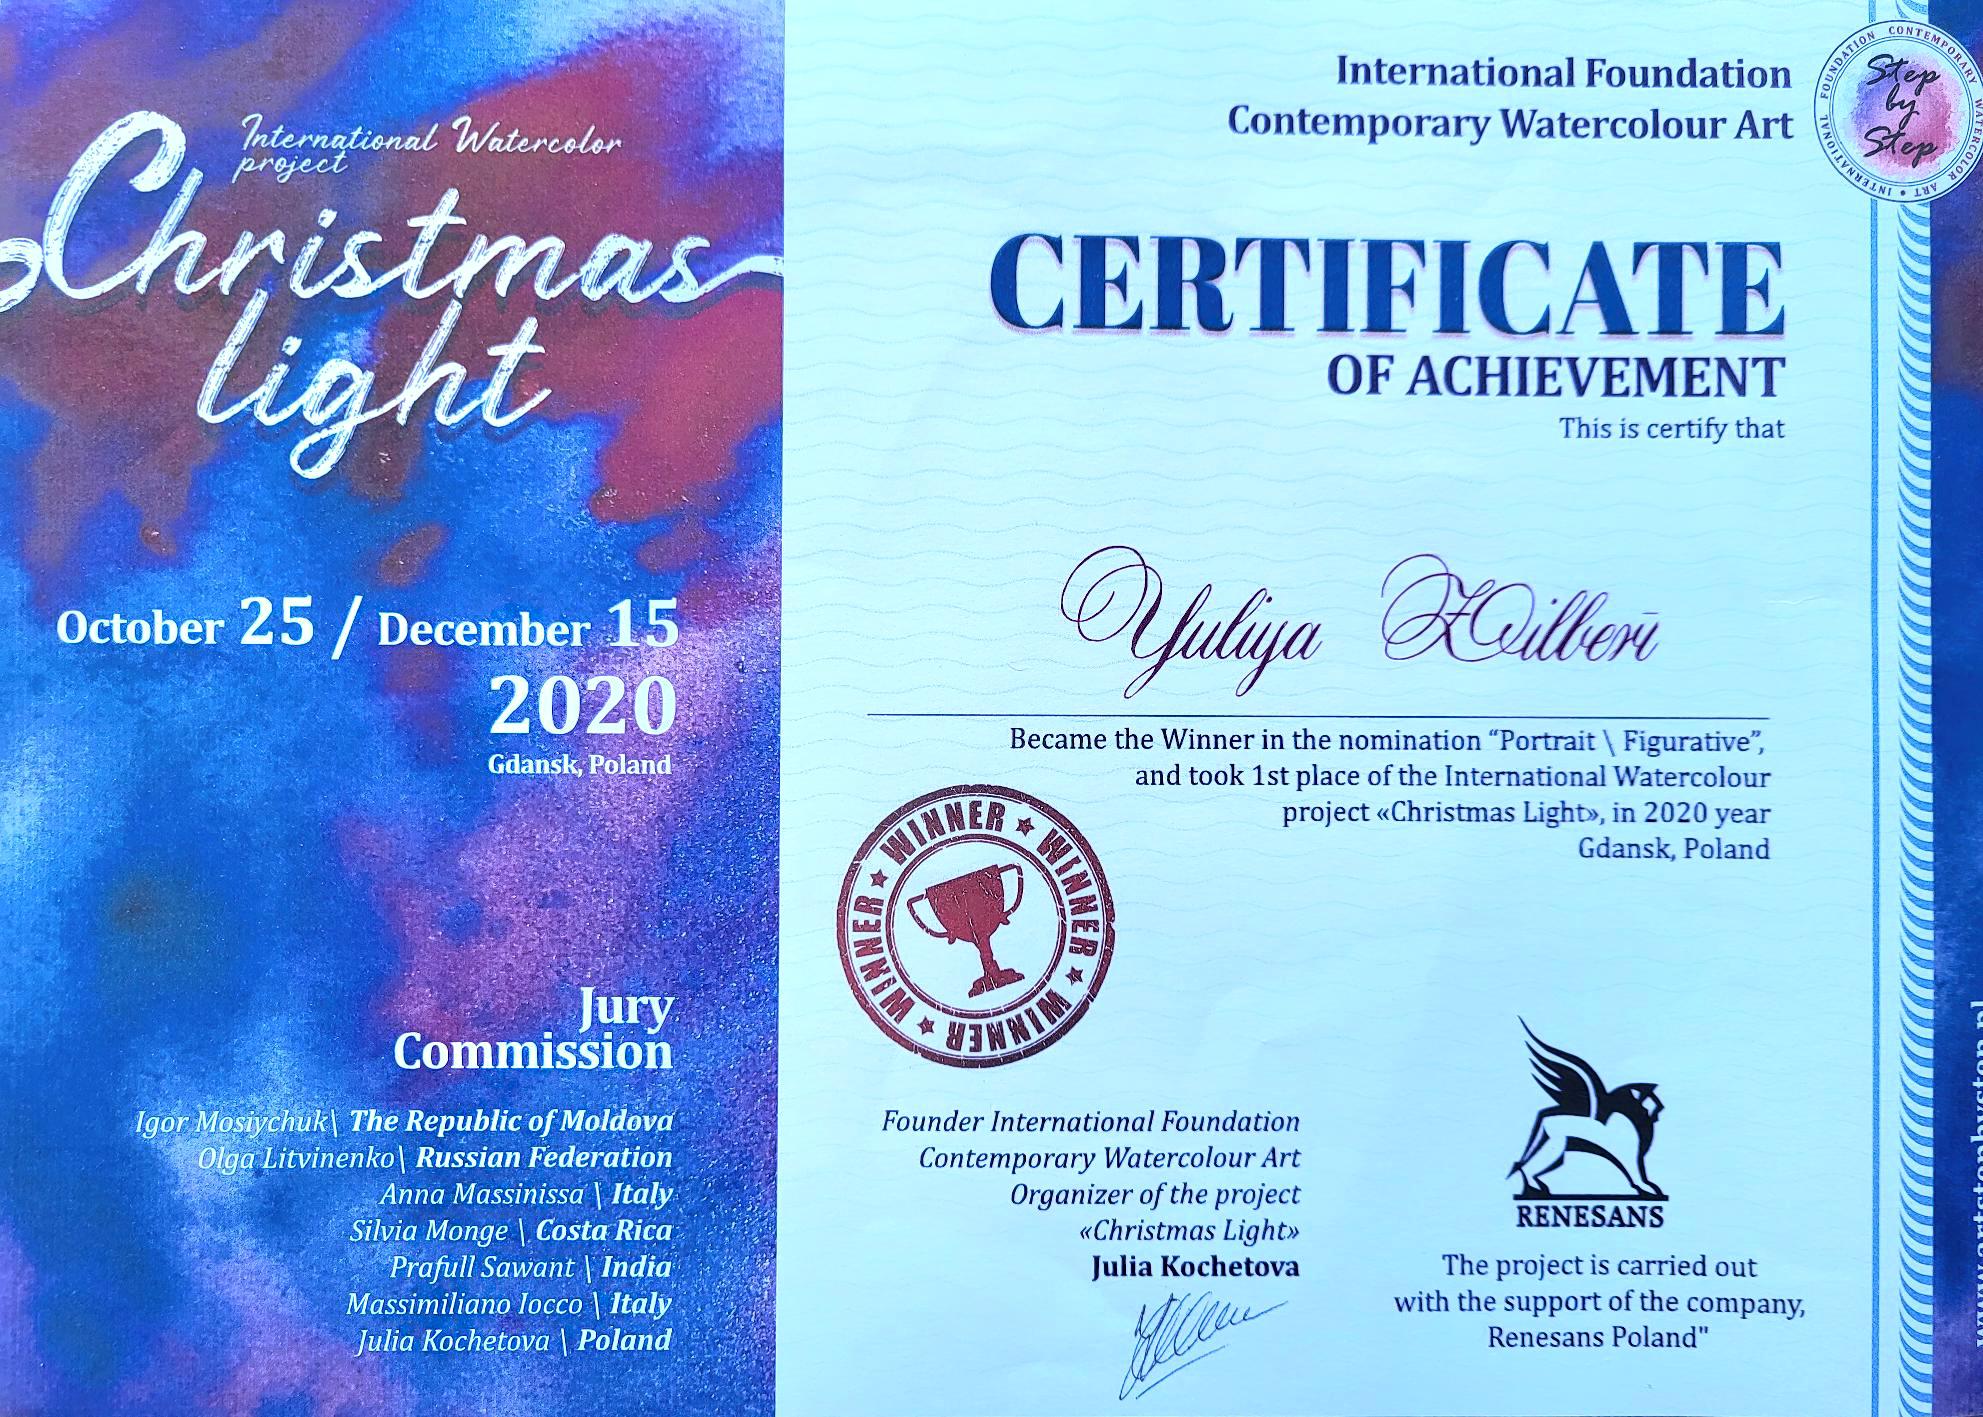 International Watercolor
project
Christmas
light
October 25 / December 15
2020
Gdansk, Poland
Jury
Commission
Igor Mosiychuk\ The Republic of Moldova
Olga Litvinenko\ Russian Federation
Anna Massinissa \ Italy
Silvia Monge \ Costa Rica
Prafull Sawant \ India
Massimiliano Iocco \ Italy
Julia Kochetova \ Poland
International Foundation
Contemporary Watercolour Art
INTERNATIONAL FOUNDATION CONTEMPORARY WATERCOLOR ART
Step
by
Step
CERTIFICATE
OF ACHIEVEMENT
This is certify that
Yuliya
Became the Winner in the nomination “Portrait \ Figurative”,
and took 1st place of the International Watercolour
project «Christmas Light», in 2020 year
Gdansk, Poland
WINNER ★ WINNER ★ WINNER ★ WINNER ★ WINNER ★
Founder International Foundation
Contemporary Watercolour Art
Organizer of the project
«Christmas Light»
Julia Kochetova
RENESANS
The project is carried out
with the support of the company,
Renesans Poland"
www.artstepbystep.pl